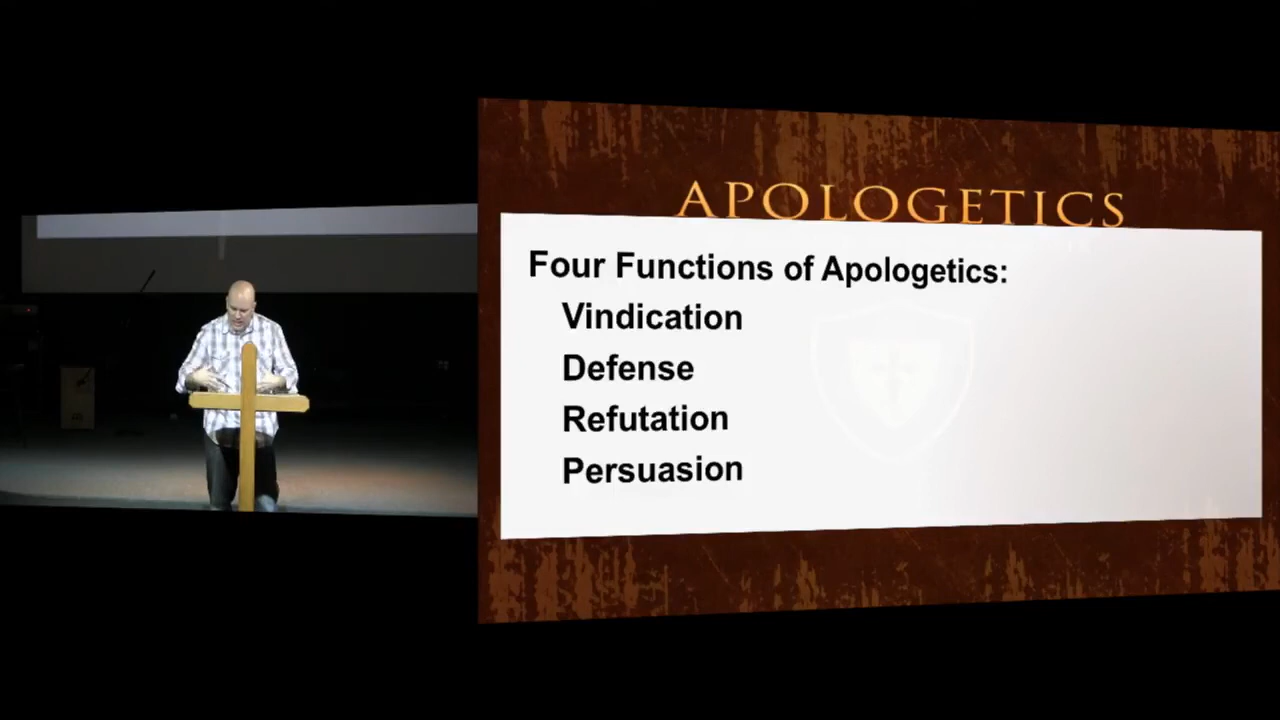 APOLOGETICS
Four Functions of Apologetics:
Vindication
Defense
Refutation
Persuasion